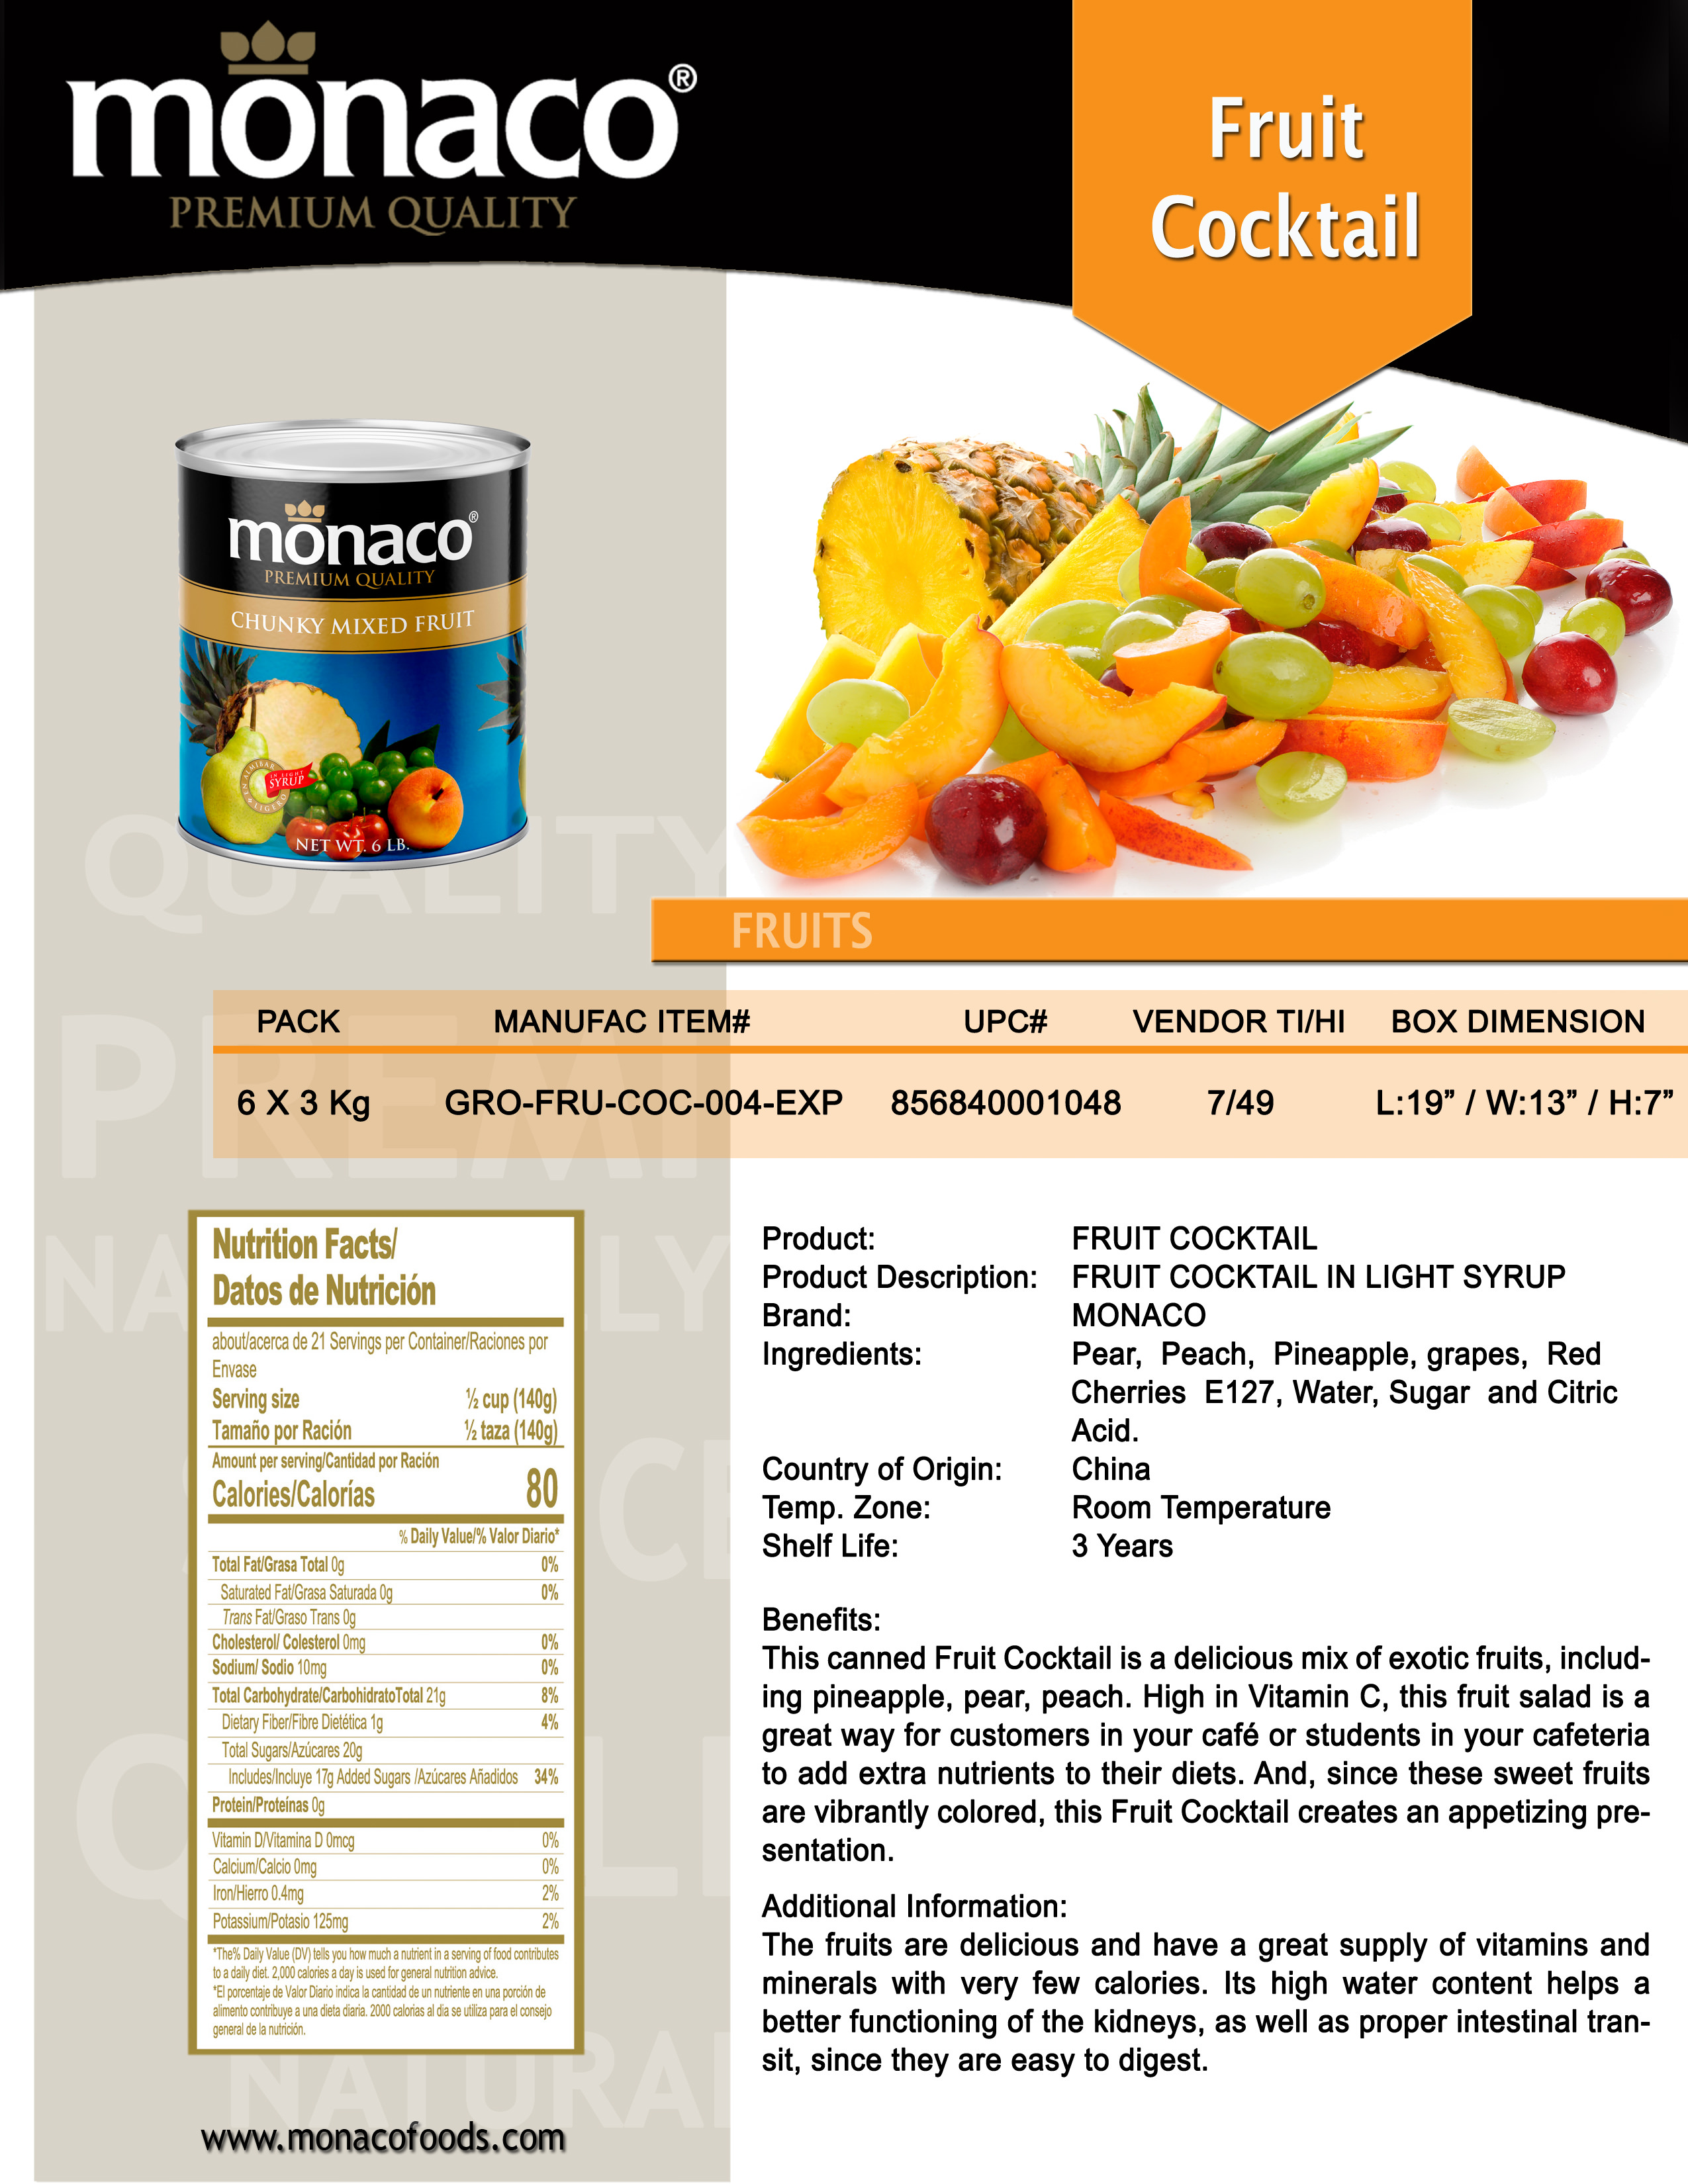 monaco®
PREMIUM QUALITY
Fruit
Cocktail
monaco®
PREMIUM QUALITY
CHUNKY MIXED FRUIT
EN ALMIBAR LIGERO
IN LIGHT
SYRUP
NET WT. 6 LB.
QUALITY
FRUITS
PREMI
PACK MANUFAC ITEM# UPC# VENDOR TI/HI BOX DIMENSION
6 X 3 Kg GRO-FRU-COC-004-EXP 856840001048 7/49 L:19” / W:13” / H:7”
Nutrition Facts/
Datos de Nutrición
about/acerca de 21 Servings per Container/Raciones por
Envase
Serving size ½ cup (140g)
Tamaño por Ración ½ taza (140g)
Amount per serving/Cantidad por Ración
Calories/Calorías 80
% Daily Value/% Valor Diario*
Total Fat/Grasa Total 0g 0%
Saturated Fat/Grasa Saturada 0g 0%
Trans Fat/Graso Trans 0g
Cholesterol/ Colesterol 0mg 0%
Sodium/ Sodio 10mg 0%
Total Carbohydrate/CarbohidratoTotal 21g 8%
Dietary Fiber/Fibre Dietética 1g 4%
Total Sugars/Azúcares 20g
Includes/Incluye 17g Added Sugars /Azúcares Añadidos 34%
Protein/Proteínas 0g
Vitamin D/Vitamina D 0mcg 0%
Calcium/Calcio 0mg 0%
Iron/Hierro 0.4mg 2%
Potassium/Potasio 125mg 2%
*The% Daily Value (DV) tells you how much a nutrient in a serving of food contributes
to a daily diet. 2,000 calories a day is used for general nutrition advice.
*El porcentaje de Valor Diario indica la cantidad de un nutriente en una porción de
alimento contribuye a una dieta diaria. 2000 calorias al dia se utiliza para el consejo
general de la nutrición.
NATURAL
www.monacofoods.com
Product: FRUIT COCKTAIL
Product Description: FRUIT COCKTAIL IN LIGHT SYRUP
Brand: MONACO
Ingredients: Pear, Peach, Pineapple, grapes, Red
Cherries E127, Water, Sugar and Citric
Acid.
Country of Origin: China
Temp. Zone: Room Temperature
Shelf Life: 3 Years
Benefits:
This canned Fruit Cocktail is a delicious mix of exotic fruits, includ-
ing pineapple, pear, peach. High in Vitamin C, this fruit salad is a
great way for customers in your café or students in your cafeteria
to add extra nutrients to their diets. And, since these sweet fruits
are vibrantly colored, this Fruit Cocktail creates an appetizing pre-
sentation.
Additional Information:
The fruits are delicious and have a great supply of vitamins and
minerals with very few calories. Its high water content helps a
better functioning of the kidneys, as well as proper intestinal tran-
sit, since they are easy to digest.